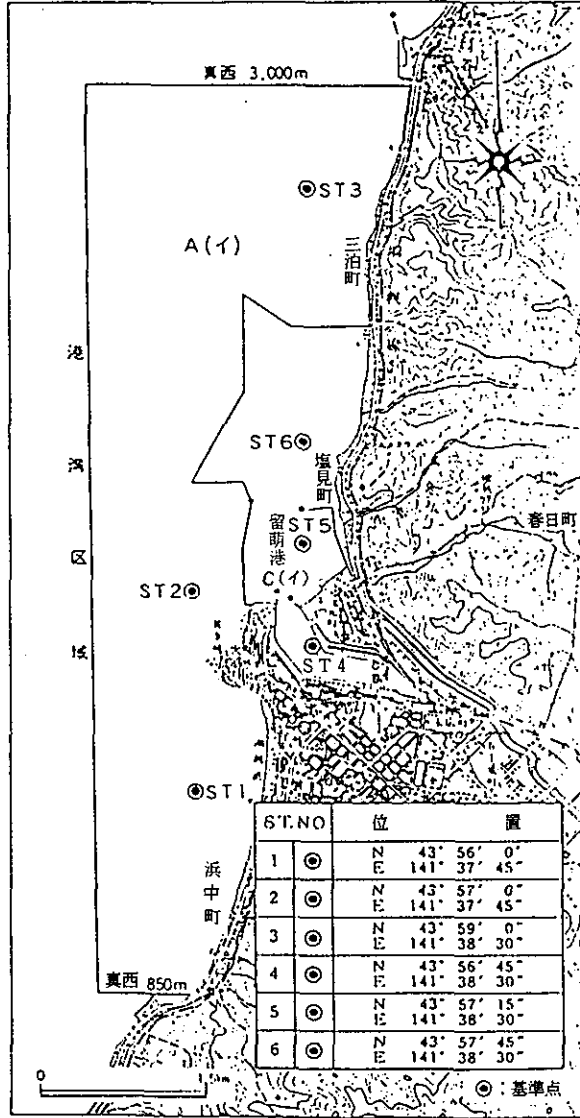 真西 3,000m
ST3
A(イ)
三泊町
港湾区域
ST6
塩見町
留萌港
ST5
春日町
C(イ)
ST2
ST4
ST1
浜中町
ST.NO 位置
1 ◉ N 43° 56′ 0″
E 141° 37′ 45″
2 ◉ N 43° 57′ 0″
E 141° 37′ 45″
3 ◉ N 43° 59′ 0″
E 141° 38′ 30″
4 ◉ N 43° 56′ 45″
E 141° 38′ 30″
5 ◉ N 43° 57′ 15″
E 141° 38′ 30″
6 ◉ N 43° 57′ 45″
E 141° 38′ 30″
真西 850m
0
◉ : 基準点